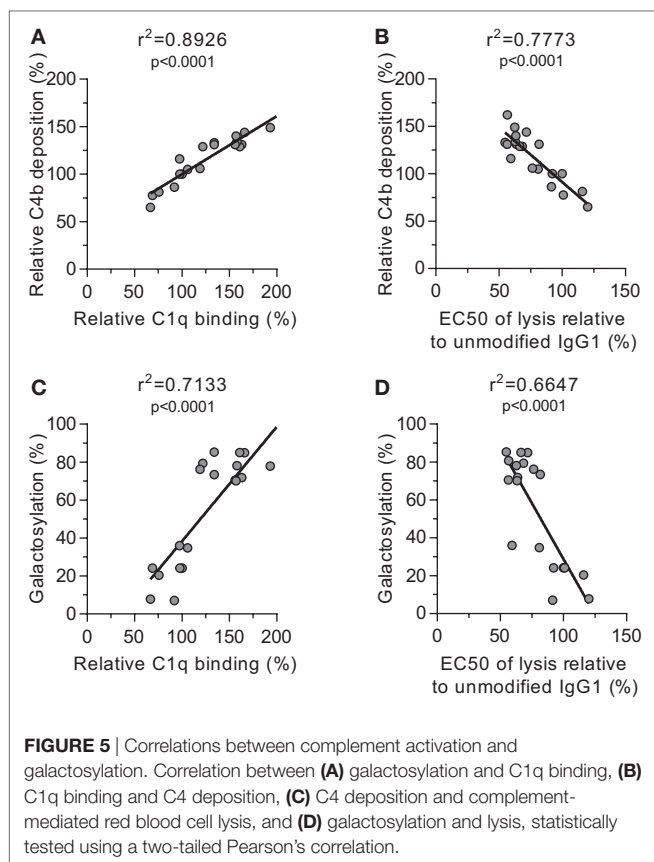 A
r²=0.8926
p<0.0001
Relative C4b deposition (%)
200
150
100
50
0
0 50 100 150 200
Relative C1q binding (%)
B
r²=0.7773
p<0.0001
Relative C4b deposition (%)
200
150
100
50
0
0 50 100 150
EC50 of lysis relative
to unmodified IgG1 (%)
C
r²=0.7133
p<0.0001
Galactosylation (%)
100
80
60
40
20
0
0 50 100 150 200
Relative C1q binding (%)
D
r²=0.6647
p<0.0001
Galactosylation (%)
100
80
60
40
20
0
0 50 100 150
EC50 of lysis relative
to unmodified IgG1 (%)
FIGURE 5 | Correlations between complement activation and
galactosylation. Correlation between (A) galactosylation and C1q binding, (B)
C1q binding and C4 deposition, (C) C4 deposition and complement-
mediated red blood cell lysis, and (D) galactosylation and lysis, statistically
tested using a two-tailed Pearson's correlation.